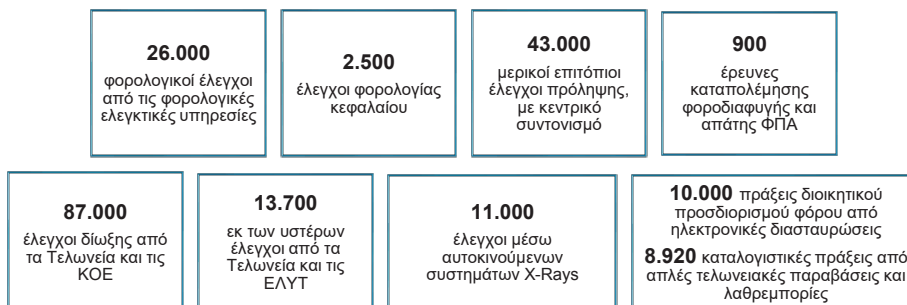 26.000
φορολογικοί έλεγχοι
από τις φορολογικές
ελεγκτικές υπηρεσίες
2.500
έλεγχοι φορολογίας
κεφαλαίου
43.000
μερικοί επιτόπιοι
έλεγχοι πρόληψης,
με κεντρικό
συντονισμό
900
έρευνες
καταπολέμησης
φοροδιαφυγής και
απάτης ΦΠΑ
87.000
έλεγχοι δίωξης από
τα Τελωνεία και τις
ΚΟΕ
13.700
εκ των υστέρων
έλεγχοι από τα
Τελωνεία και τις
ΕΛΥΤ
11.000
έλεγχοι μέσω
αυτοκινούμενων
συστημάτων X-Rays
10.000 πράξεις διοικητικού
προσδιορισμού φόρου από
ηλεκτρονικές διασταυρώσεις
8.920 καταλογιστικές πράξεις από
απλές τελωνειακές παραβάσεις και
λαθρεμπορίες